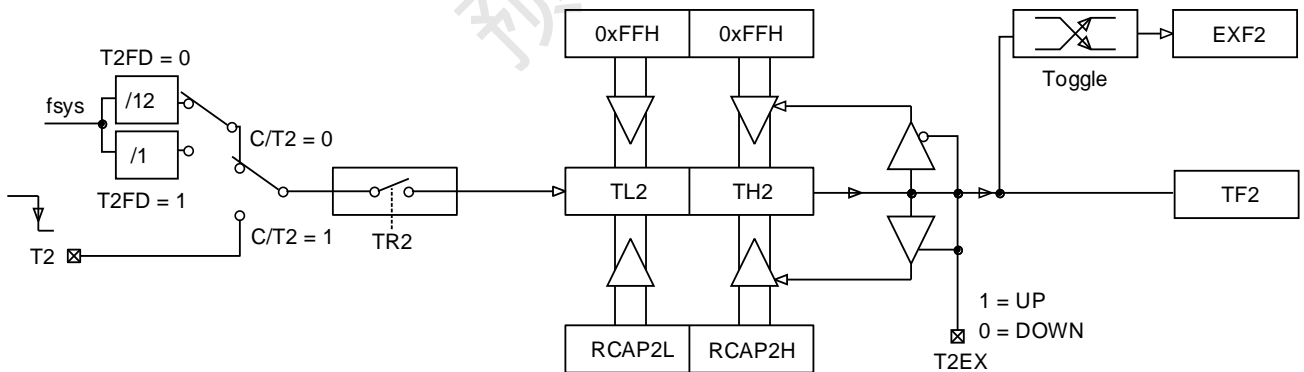 0xFFH 0xFFH EXF2
T2FD = 0
Toggle
/12
fsys
C/T2 = 0
/1
TL2 TH2 TF2
T2FD = 1
C/T2 = 1
TR2
T2
1 = UP
0 = DOWN
RCAP2L RCAP2H
T2EX